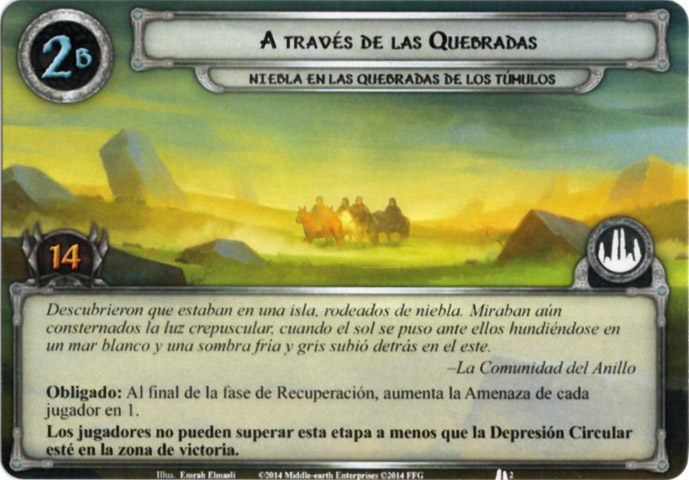 2B
A TRAVÉS DE LAS QUEBRADAS
NIEBLA EN LAS QUEBRADAS DE LOS TÚMULOS
14
Descubrieron que estaban en una isla, rodeados de niebla. Miraban aún
consternados la luz crepuscular, cuando el sol se puso ante ellos hundiéndose en
un mar blanco y una sombra fria y gris subió detrás en el este.
–La Comunidad del Anillo
Obligado: Al final de la fase de Recuperación, aumenta la Amenaza de cada
jugador en 1.
Los jugadores no pueden superar esta etapa a menos que la Depresión Circular
esté en la zona de victoria.
Illus. Emrah Elmasli ©2014 Middle-earth Enterprises ©2014 FFG 2